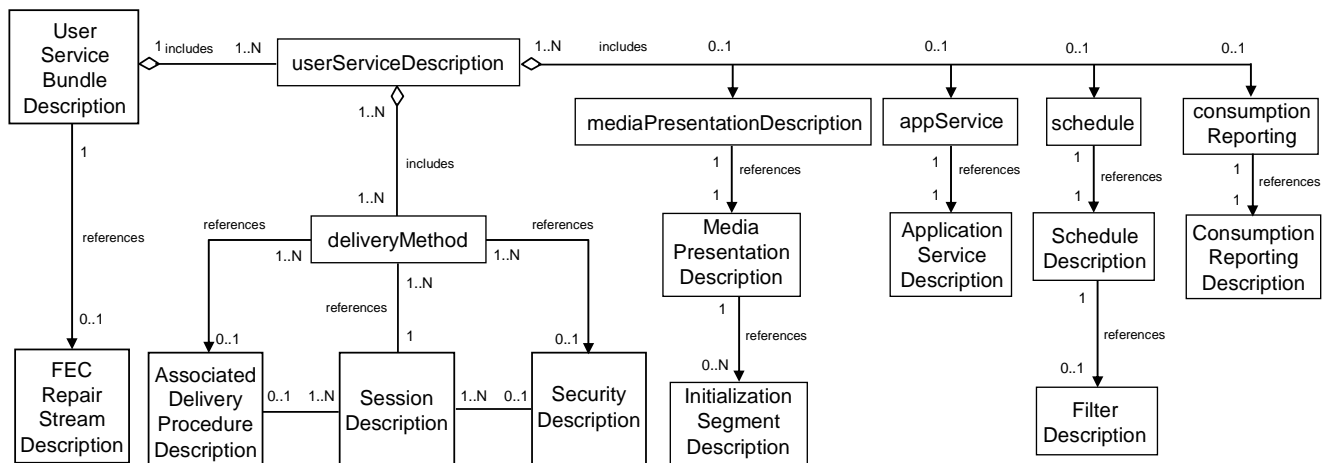 User
Service
Bundle
Description
1 includes 1..N
userServiceDescription
1..N includes 0..1 0..1 0..1 0..1
1..N
mediaPresentationDescription
appService
schedule
consumption
Reporting
1
references
0..1
includes
1..N
1 references 1
1 references 1
1 references 1
1 references 1
references
deliveryMethod
references
1..N
1..N
1..N
Media
Presentation
Description
Application
Service
Description
Schedule
Description
Consumption
Reporting
Description
references
0..1
1
0..1
1
references
0..N
1
references
0..1
FEC
Repair
Stream
Description
Associated
Delivery
Procedure
Description
0..1 1..N
Session
Description
1..N 0..1
Security
Description
Initialization
Segment
Description
Filter
Description